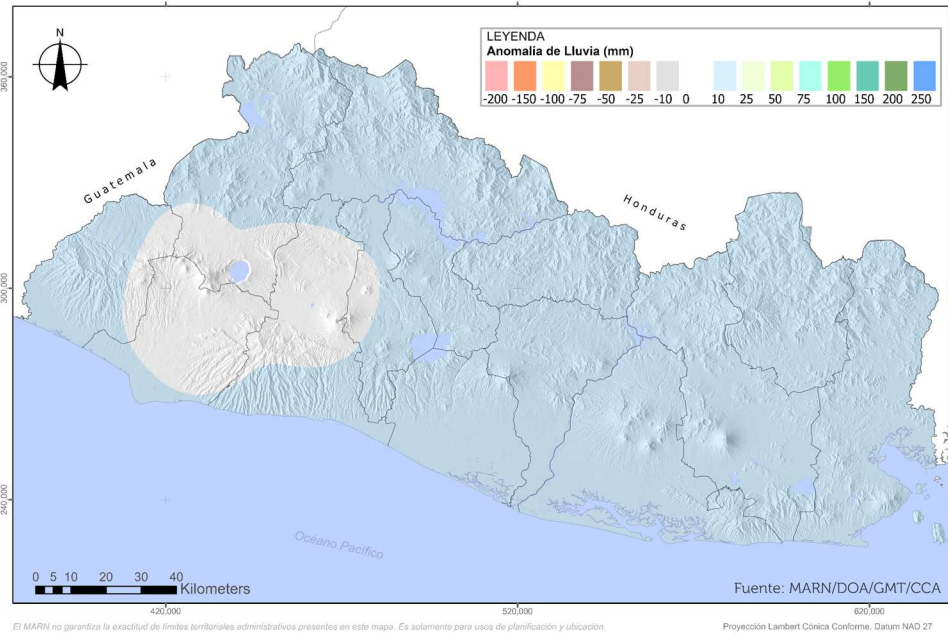 LEYENDA
Anomalía de Lluvia (mm)
-200 -150 -100 -75 -50 -25 -10 0 10 25 50 75 100 150 200 250
N
360,000
Guatemala
Honduras
300,000
240,000
Océano Pacífico
0 5 10 20 30 40
Kilometers
Fuente: MARN/DOA/GMT/CCA
420,000 520,000 620,000
El MARN no garantiza la exactitud de límites territoriales administrativos presentes en este mapa. Es solamente para usos de planificación y ubicación.
Proyección Lambert Cónica Conforme. Datum NAD 27